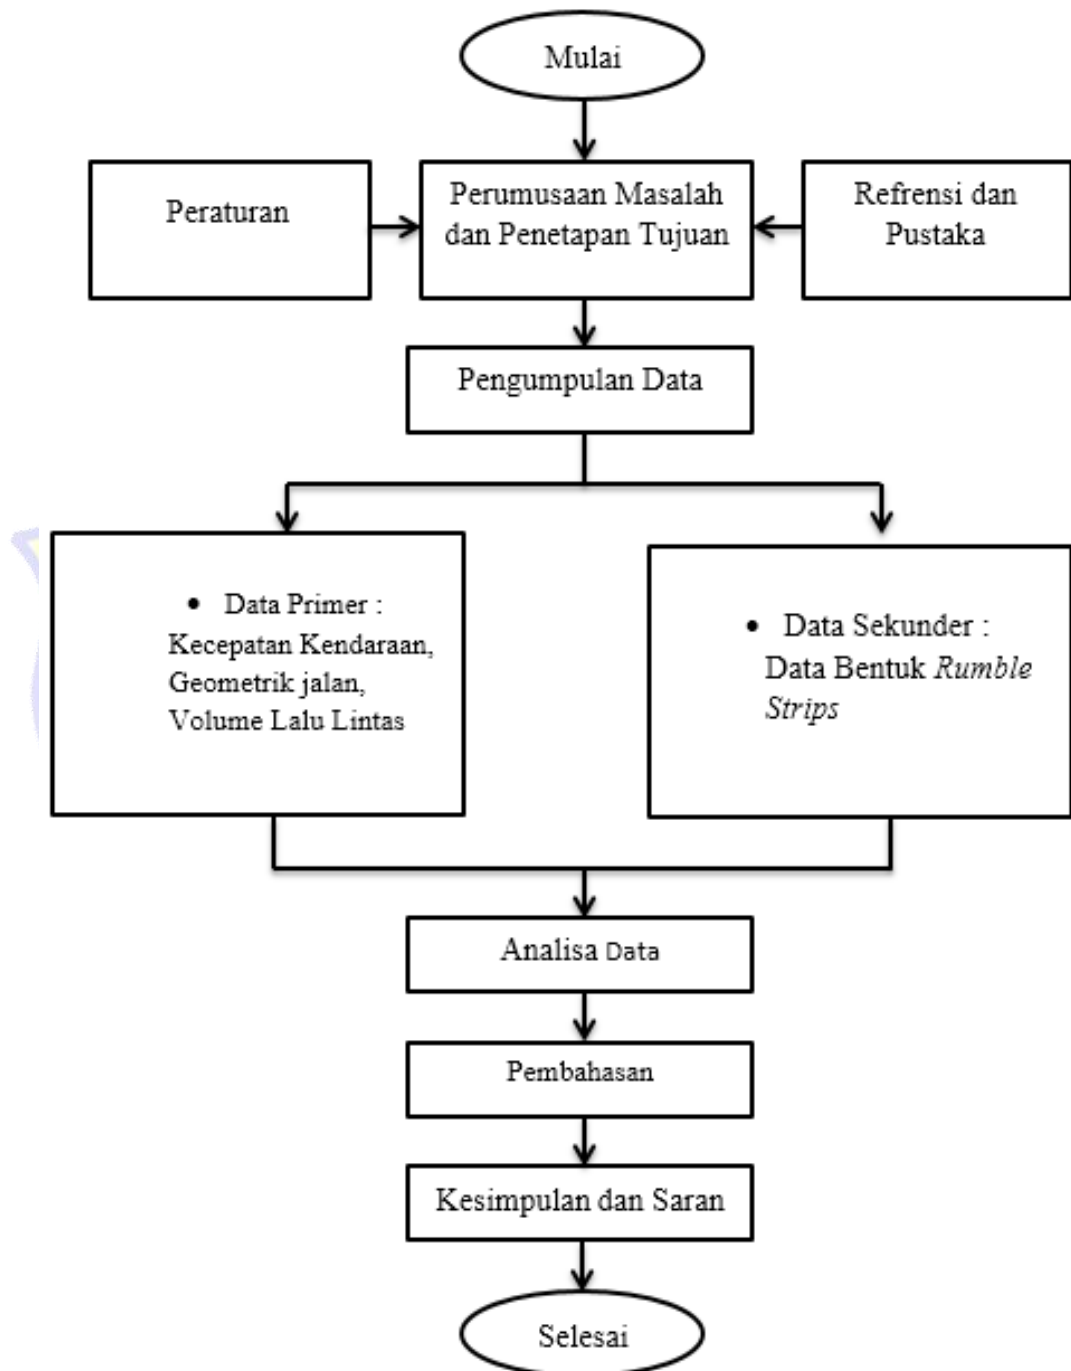 Mulai
Peraturan
Perumusaan Masalah
dan Penetapan Tujuan
Refrensi dan
Pustaka
Pengumpulan Data
• Data Primer :
Kecepatan Kendaraan,
Geometrik jalan,
Volume Lalu Lintas
• Data Sekunder :
Data Bentuk Rumble
Strips
Analisa Data
Pembahasan
Kesimpulan dan Saran
Selesai